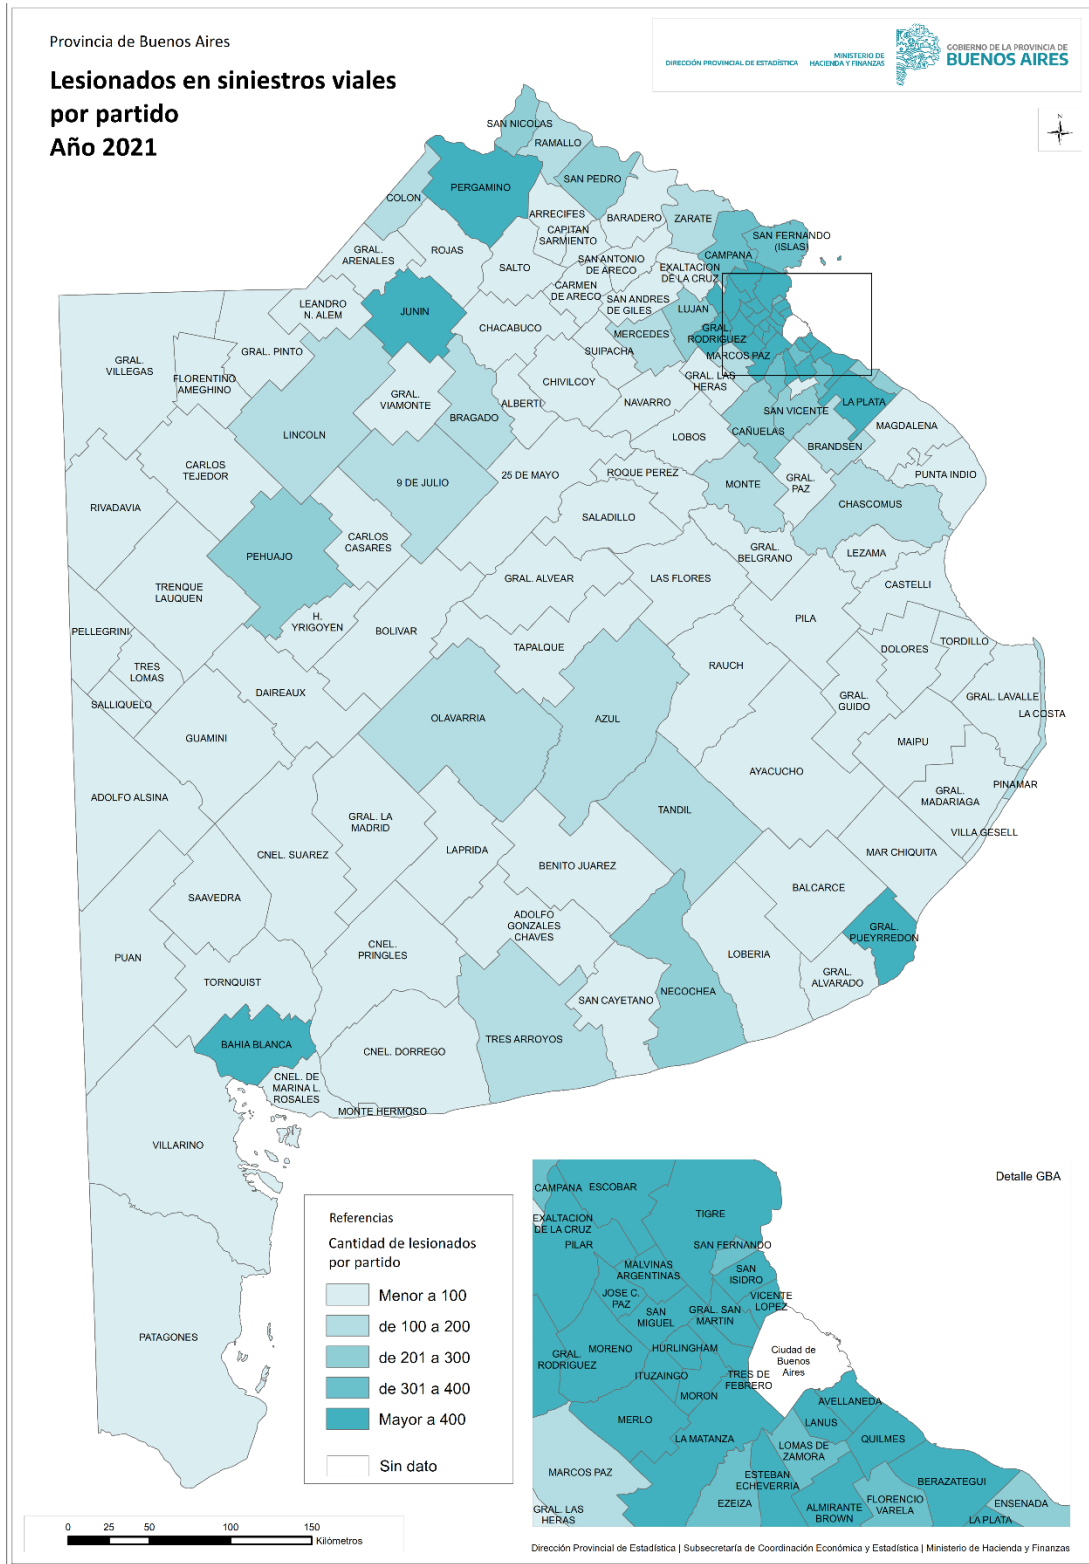 Provincia de Buenos Aires
Lesionados en siniestros viales
por partido
Año 2021
DIRECCIÓN PROVINCIAL DE ESTADÍSTICA
MINISTERIO DE
HACIENDA Y FINANZAS
GOBIERNO DE LA PROVINCIA DE
BUENOS AIRES
N
SAN NICOLAS
RAMALLO
SAN PEDRO
PERGAMINO
COLON
ARRECIFES
BARADERO
ZARATE
CAPITAN
SARMIENTO
SAN FERNANDO
(ISLAS)
CAMPANA
GRAL.
ARENALES
ROJAS
SALTO
SAN ANTONIO
DE ARECO
EXALTACION
DE LA CRUZ
CARMEN
DE ARECO
SAN ANDRES
DE GILES
LUJAN
LEANDRO
N. ALEM
JUNIN
CHACABUCO
MERCEDES
GRAL.
RODRIGUEZ
MARCOS PAZ
GRAL. PINTO
SUIPACHA
GRAL.
VILLEGAS
FLORENTINO
AMEGHINO
GRAL. LAS
HERAS
CHIVILCOY
GRAL.
VIAMONTE
ALBERTI
NAVARRO
LA PLATA
BRAGADO
SAN VICENTE
MAGDALENA
LINCOLN
CAÑUELAS
LOBOS
BRANDSEN
CARLOS
TEJEDOR
9 DE JULIO
25 DE MAYO
ROQUE PEREZ
MONTE
GRAL.
PAZ
PUNTA INDIO
RIVADAVIA
CHASCOMUS
SALADILLO
CARLOS
CASARES
PEHUAJO
GRAL.
BELGRANO
LEZAMA
TRENQUE
LAUQUEN
GRAL. ALVEAR
LAS FLORES
CASTELLI
H.
YRIGOYEN
PILA
PELLEGRINI
BOLIVAR
TAPALQUE
DOLORES
TORDILLO
TRES
LOMAS
RAUCH
DAIREAUX
GRAL.
GUIDO
GRAL. LAVALLE
SALLIQUELO
LA COSTA
OLAVARRIA
AZUL
GUAMINI
MAIPU
AYACUCHO
PINAMAR
ADOLFO ALSINA
GRAL.
MADARIAGA
TANDIL
GRAL. LA
MADRID
VILLA GESELL
CNEL. SUAREZ
LAPRIDA
MAR CHIQUITA
BENITO JUAREZ
BALCARCE
SAAVEDRA
ADOLFO
GONZALES
CHAVES
GRAL.
PUEYRREDON
PUAN
CNEL.
PRINGLES
LOBERIA
TORNQUIST
GRAL.
ALVARADO
NECOCHEA
SAN CAYETANO
BAHIA BLANCA
TRES ARROYOS
CNEL. DORREGO
CNEL. DE
MARINA L.
ROSALES
MONTE HERMOSO
VILLARINO
PATAGONES
Referencias
Cantidad de lesionados
por partido
Menor a 100
de 100 a 200
de 201 a 300
de 301 a 400
Mayor a 400
Sin dato
0 25 50 100 150
Kilómetros
Detalle GBA
CAMPANA
ESCOBAR
TIGRE
EXALTACION
DE LA CRUZ
PILAR
SAN FERNANDO
MALVINAS
ARGENTINAS
SAN
ISIDRO
JOSE C.
PAZ
VICENTE
LOPEZ
SAN
MIGUEL
GRAL. SAN
MARTIN
GRAL.
RODRIGUEZ
MORENO
HURLINGHAM
Ciudad de
Buenos
Aires
ITUZAINGO
TRES DE
FEBRERO
MORON
MERLO
AVELLANEDA
LANUS
LA MATANZA
LOMAS DE
ZAMORA
QUILMES
MARCOS PAZ
ESTEBAN
ECHEVERRIA
BERAZATEGUI
EZEIZA
FLORENCIO
VARELA
ENSENADA
GRAL. LAS
HERAS
ALMIRANTE
BROWN
LA PLATA
Dirección Provincial de Estadística | Subsecretaría de Coordinación Económica y Estadística | Ministerio de Hacienda y Finanzas